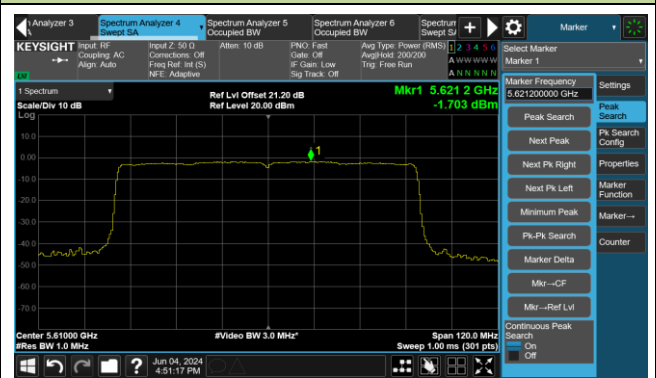 Analyzer 3
Spectrum Analyzer 4
Swept SA
Spectrum Analyzer 5
Occupied BW
Spectrum Analyzer 6
Occupied BW
Marker
KEYSIGHT
Input: RF
Coupling: AC
Align: Auto
Input Z: 50 Ω
Corrections: Off
Freq Ref: Int (S)
NFE: Adaptive
Atten: 10 dB
PNO: Fast
Gate: Off
IF Gain: Low
Sig Track: Off
Avg Type: Power (RMS)
Avg|Hold: 200/200
Trig: Free Run
1 2 3 4 5 6
A W W W W W
A N N N N N
Select Marker
Marker 1
1 Spectrum
Scale/Div 10 dB
Log
Ref Lvl Offset 21.20 dB
Ref Level 20.00 dBm
Mkr1 5.621 2 GHz
-1.703 dBm
10.0
0.00
-10.0
-20.0
-30.0
-40.0
-50.0
-60.0
-70.0
1
Center 5.61000 GHz
#Res BW 1.0 MHz
#Video BW 3.0 MHz*
Span 120.0 MHz
Sweep 1.00 ms (301 pts)
Marker Frequency
5.621200000 GHz
Peak Search
Next Peak
Next Pk Right
Next Pk Left
Minimum Peak
Pk-Pk Search
Marker Delta
Mkr→CF
Mkr→Ref Lvl
Continuous Peak
Search
On
Off
Settings
Peak
Search
Pk Search
Config
Properties
Marker
Function
Marker→
Counter
?
Jun 04, 2024
4:51:17 PM